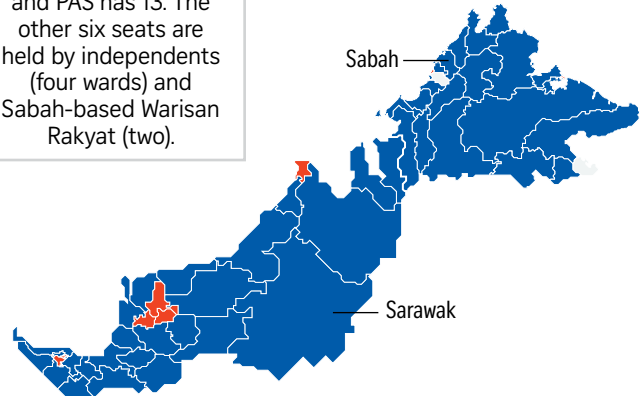 and PAS has 13. The
other six seats are
held by independents
(four wards) and
Sabah-based Warisan
Rakyat (two).
Sabah
Sarawak